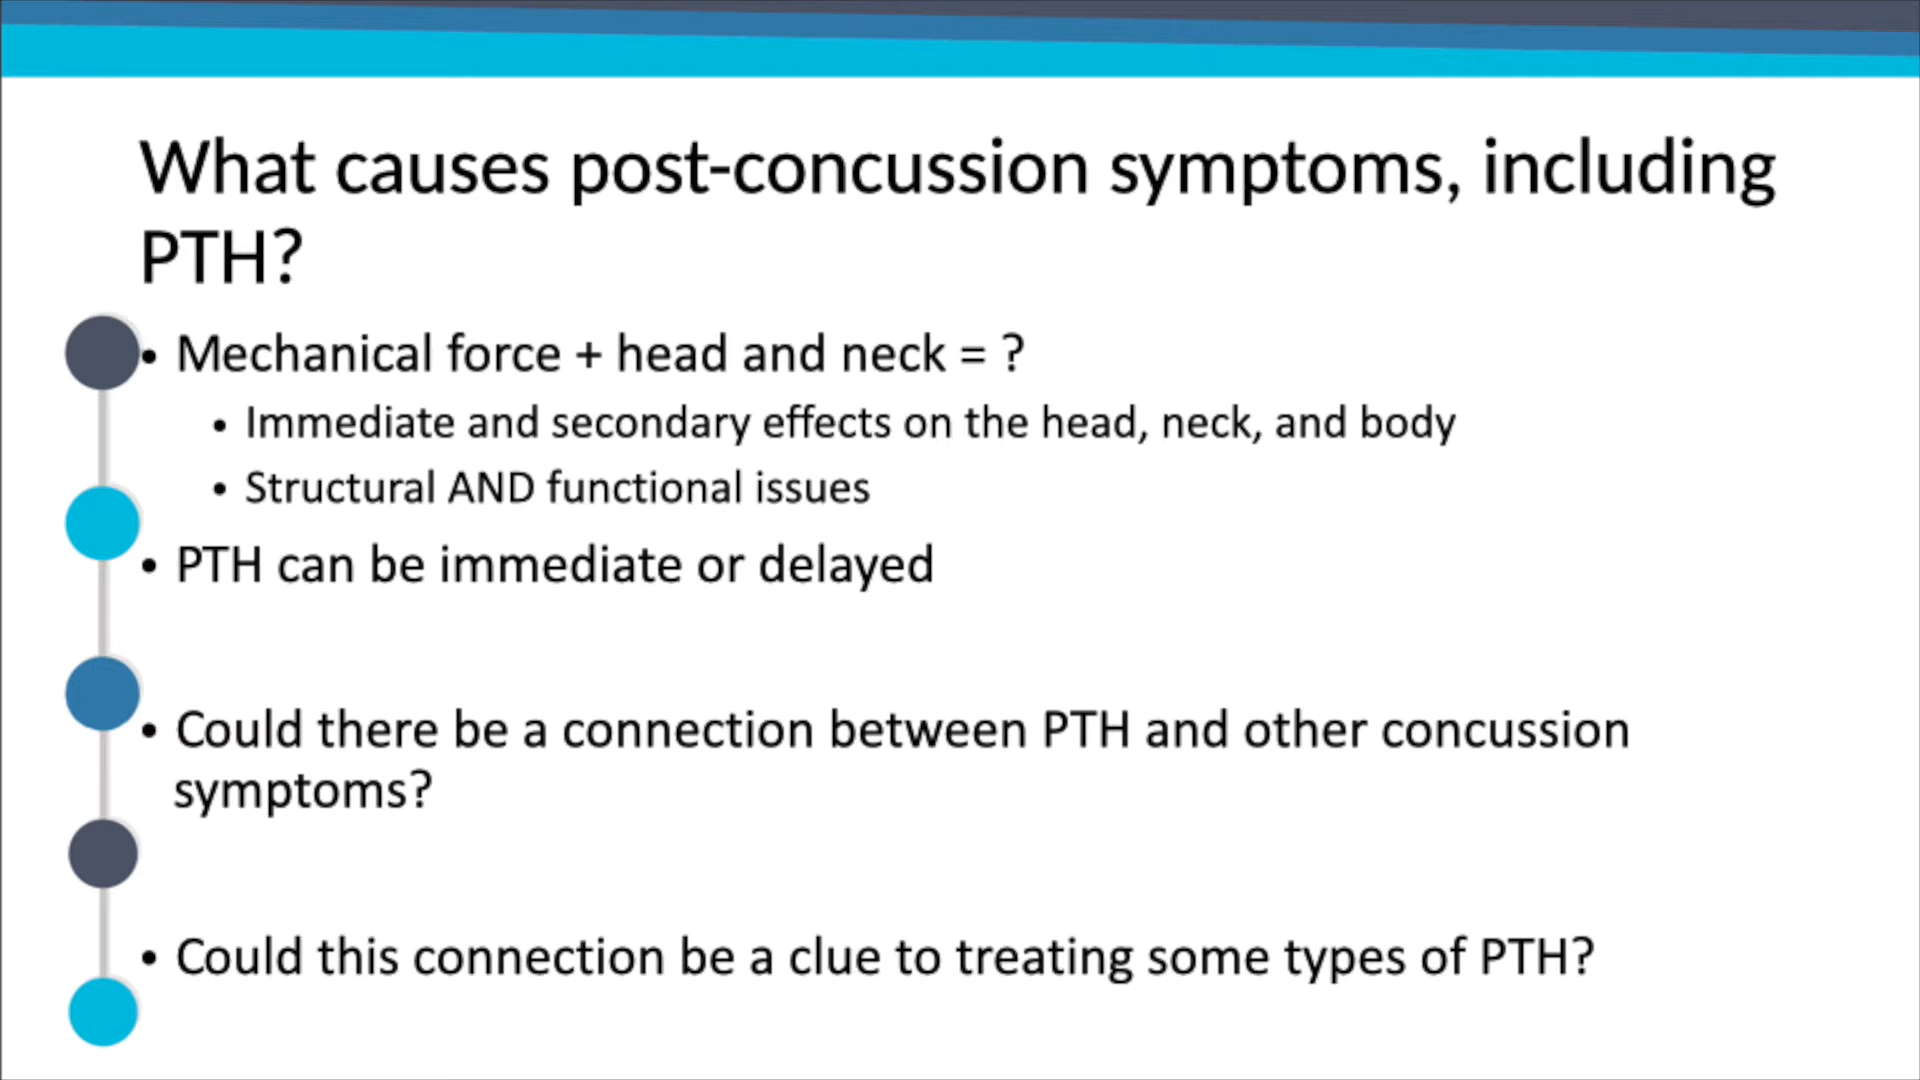 What causes post-concussion symptoms, including
PTH?
• Mechanical force + head and neck = ?
• Immediate and secondary effects on the head, neck, and body
• Structural AND functional issues
• PTH can be immediate or delayed
• Could there be a connection between PTH and other concussion
symptoms?
• Could this connection be a clue to treating some types of PTH?